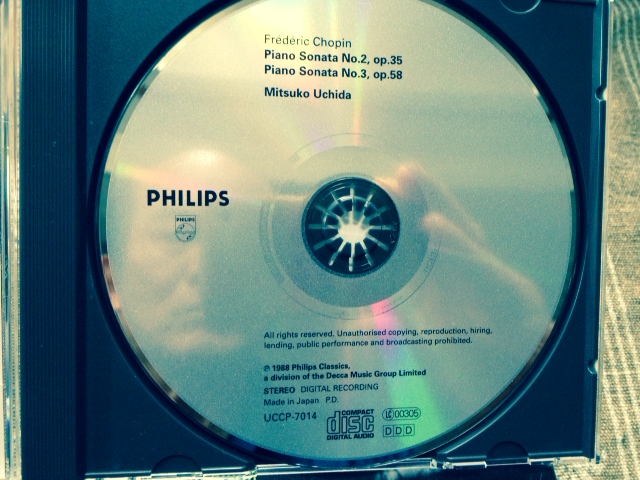 Frédéric Chopin
Piano Sonata No.2, op.35
Piano Sonata No.3, op.58
Mitsuko Uchida
PHILIPS
PHILIPS
All rights reserved. Unauthorised copying, reproduction, hiring,
lending, public performance and broadcasting prohibited.
℗ 1988 Philips Classics,
a division of the Decca Music Group Limited
STEREO DIGITAL RECORDING
Made in Japan P.D.
UCCP-7014
COMPACT
disc
DIGITAL AUDIO
00305
DDD